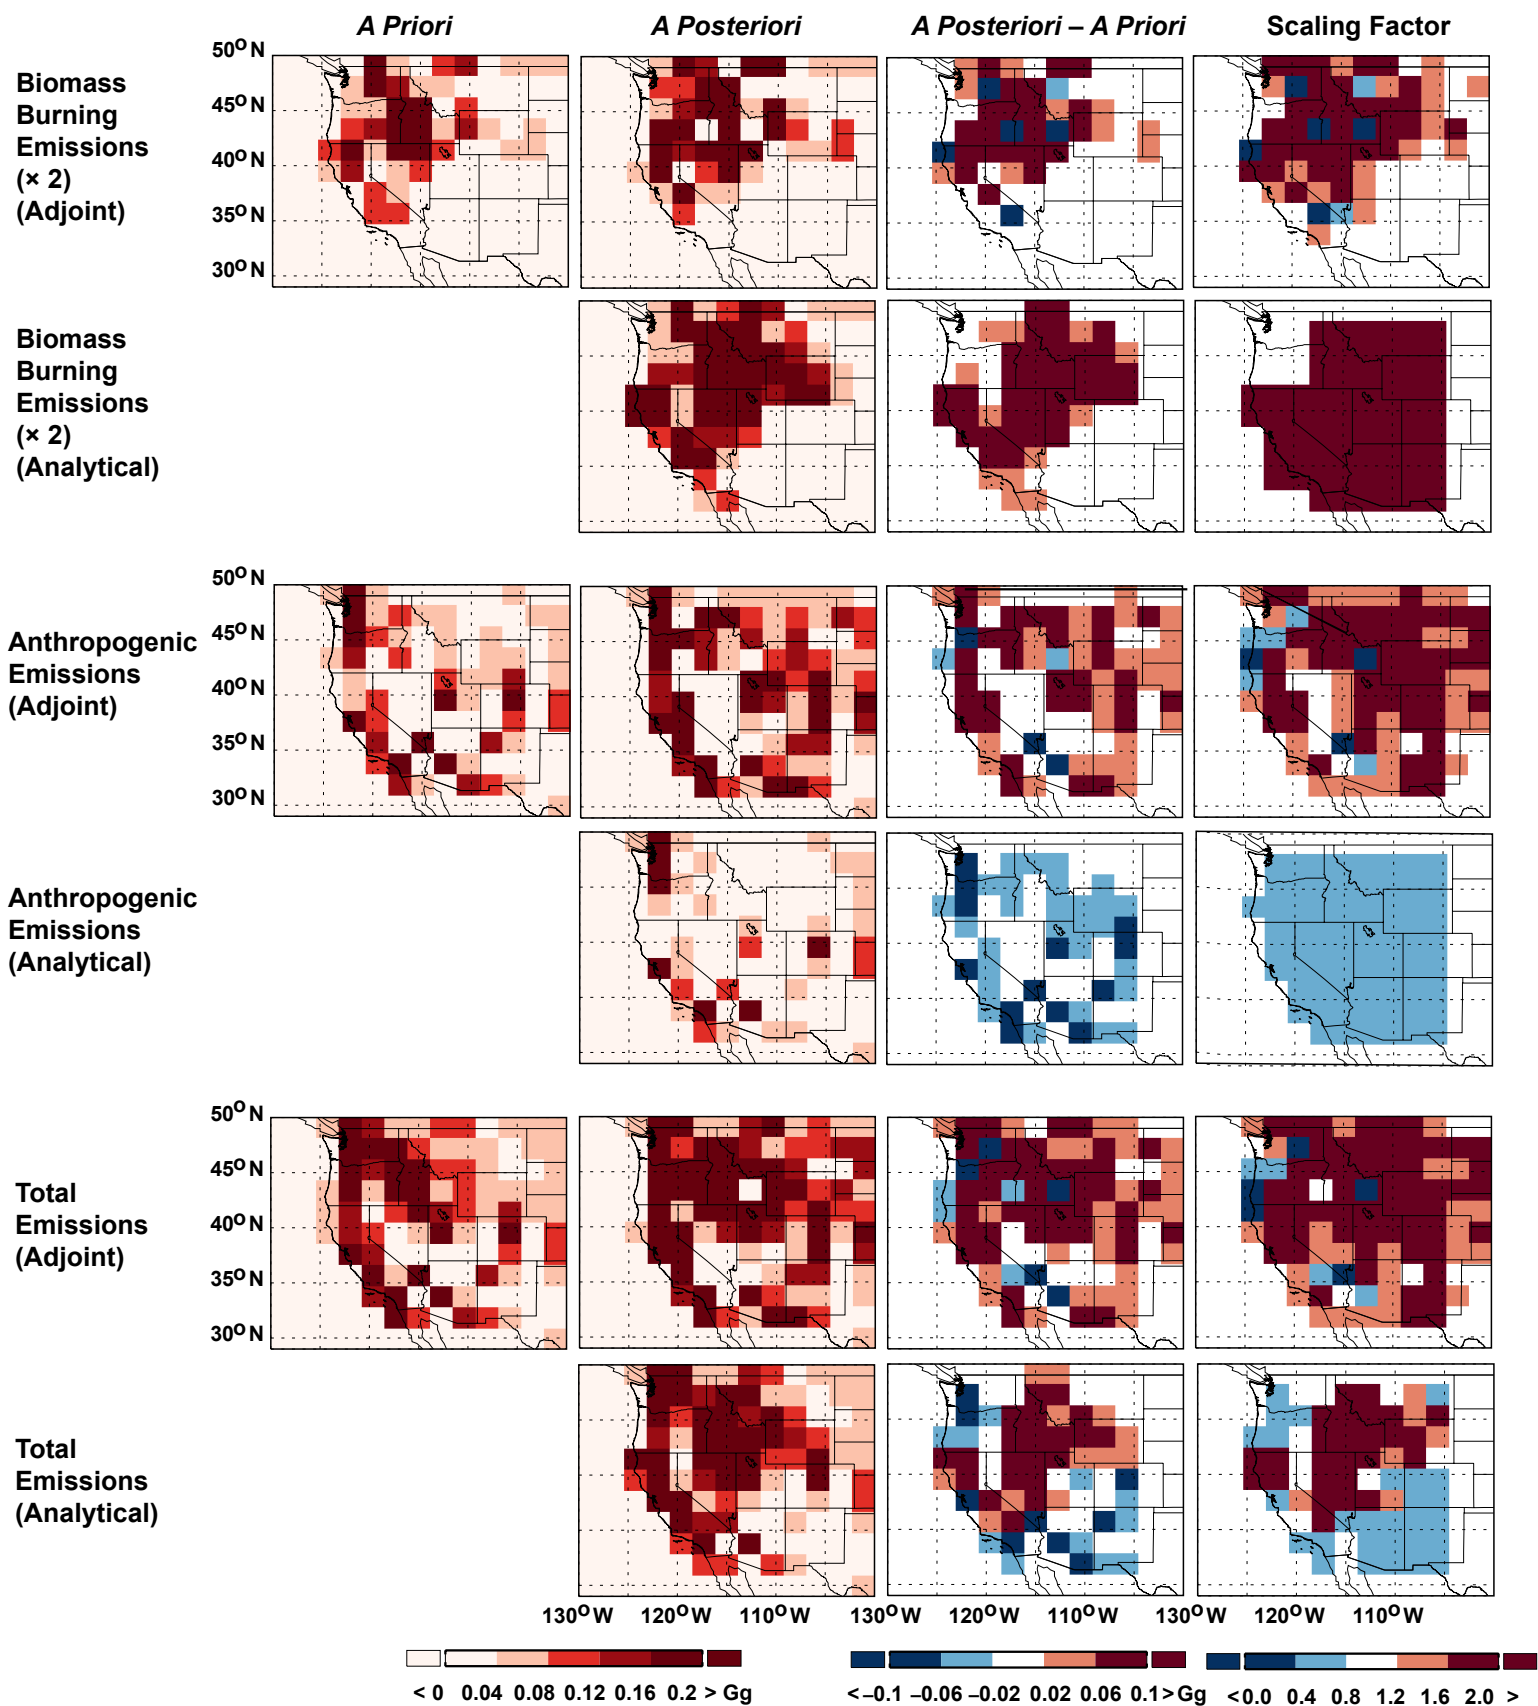 A Priori
A Posteriori
A Posteriori – A Priori
Scaling Factor
Biomass
Burning
Emissions
(× 2)
(Adjoint)
50° N
45° N
40° N
35° N
30° N
Biomass
Burning
Emissions
(× 2)
(Analytical)
Anthropogenic
Emissions
(Adjoint)
50° N
45° N
40° N
35° N
30° N
Anthropogenic
Emissions
(Analytical)
Total
Emissions
(Adjoint)
50° N
45° N
40° N
35° N
30° N
Total
Emissions
(Analytical)
130°W 120°W 110°W 130°W 120°W 110°W 130°W 120°W 110°W
< 0 0.04 0.08 0.12 0.16 0.2 > Gg
< −0.1 −0.06 −0.02 0.02 0.06 0.1 > Gg
< 0.0 0.4 0.8 1.2 1.6 2.0 >